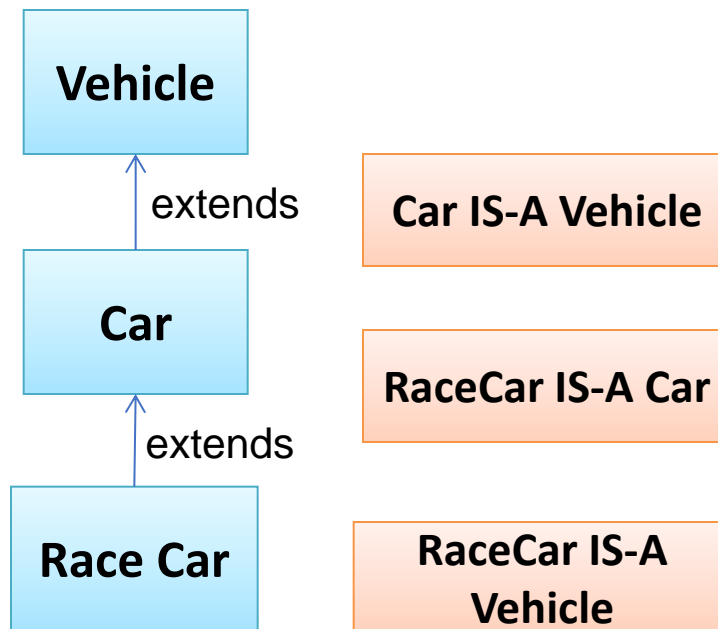 Vehicle
extends
Car IS-A Vehicle
Car
RaceCar IS-A Car
extends
Race Car
RaceCar IS-A
Vehicle